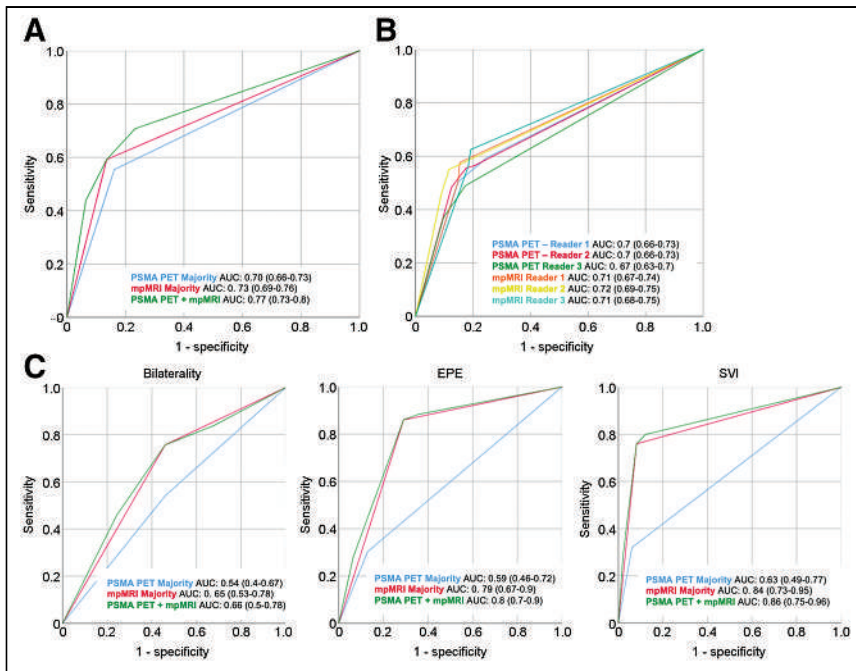 A
Sensitivity
1.0
0.8
0.6
0.4
0.2
0
0 0.2 0.4 0.6 0.8 1.0
1 - specificity
PSMA PET Majority AUC: 0.70 (0.66-0.73)
mpMRI Majority AUC: 0.73 (0.69-0.76)
PSMA PET + mpMRI AUC: 0.77 (0.73-0.8)
B
Sensitivity
1.0
0.8
0.6
0.4
0.2
0.0
0.0 0.2 0.4 0.6 0.8 1.0
1 - specificity
PSMA PET – Reader 1 AUC: 0.7 (0.66-0.73)
PSMA PET – Reader 2 AUC: 0.7 (0.66-0.73)
PSMA PET Reader 3 AUC: 0. 67 (0.63-0.7)
mpMRI Reader 1 AUC: 0.71 (0.67-0.74)
mpMRI Reader 2 AUC: 0.72 (0.69-0.75)
mpMRI Reader 3 AUC: 0.71 (0.68-0.75)
C
Bilaterality
Sensitivity
1.0
0.8
0.6
0.4
0.2
0
0 0.2 0.4 0.6 0.8 1.0
1 - specificity
PSMA PET Majority AUC: 0.54 (0.4-0.67)
mpMRI Majority AUC: 0. 65 (0.53-0.78)
PSMA PET + mpMRI AUC: 0.66 (0.5-0.78)
EPE
Sensitivity
1.0
0.8
0.6
0.4
0.2
0
0 0.2 0.4 0.6 0.8 1.0
1 - specificity
PSMA PET Majority AUC: 0.59 (0.46-0.72)
mpMRI Majority AUC: 0.79 (0.67-0.9)
PSMA PET + mpMRI AUC: 0.8 (0.7-0.9)
SVI
Sensitivity
1.0
0.8
0.6
0.4
0.2
0
0 0.2 0.4 0.6 0.8 1.0
1 - specificity
PSMA PET Majority AUC: 0.63 (0.49-0.77)
mpMRI Majority AUC: 0.84 (0.73-0.95)
PSMA PET + mpMRI AUC: 0.86 (0.75-0.96)